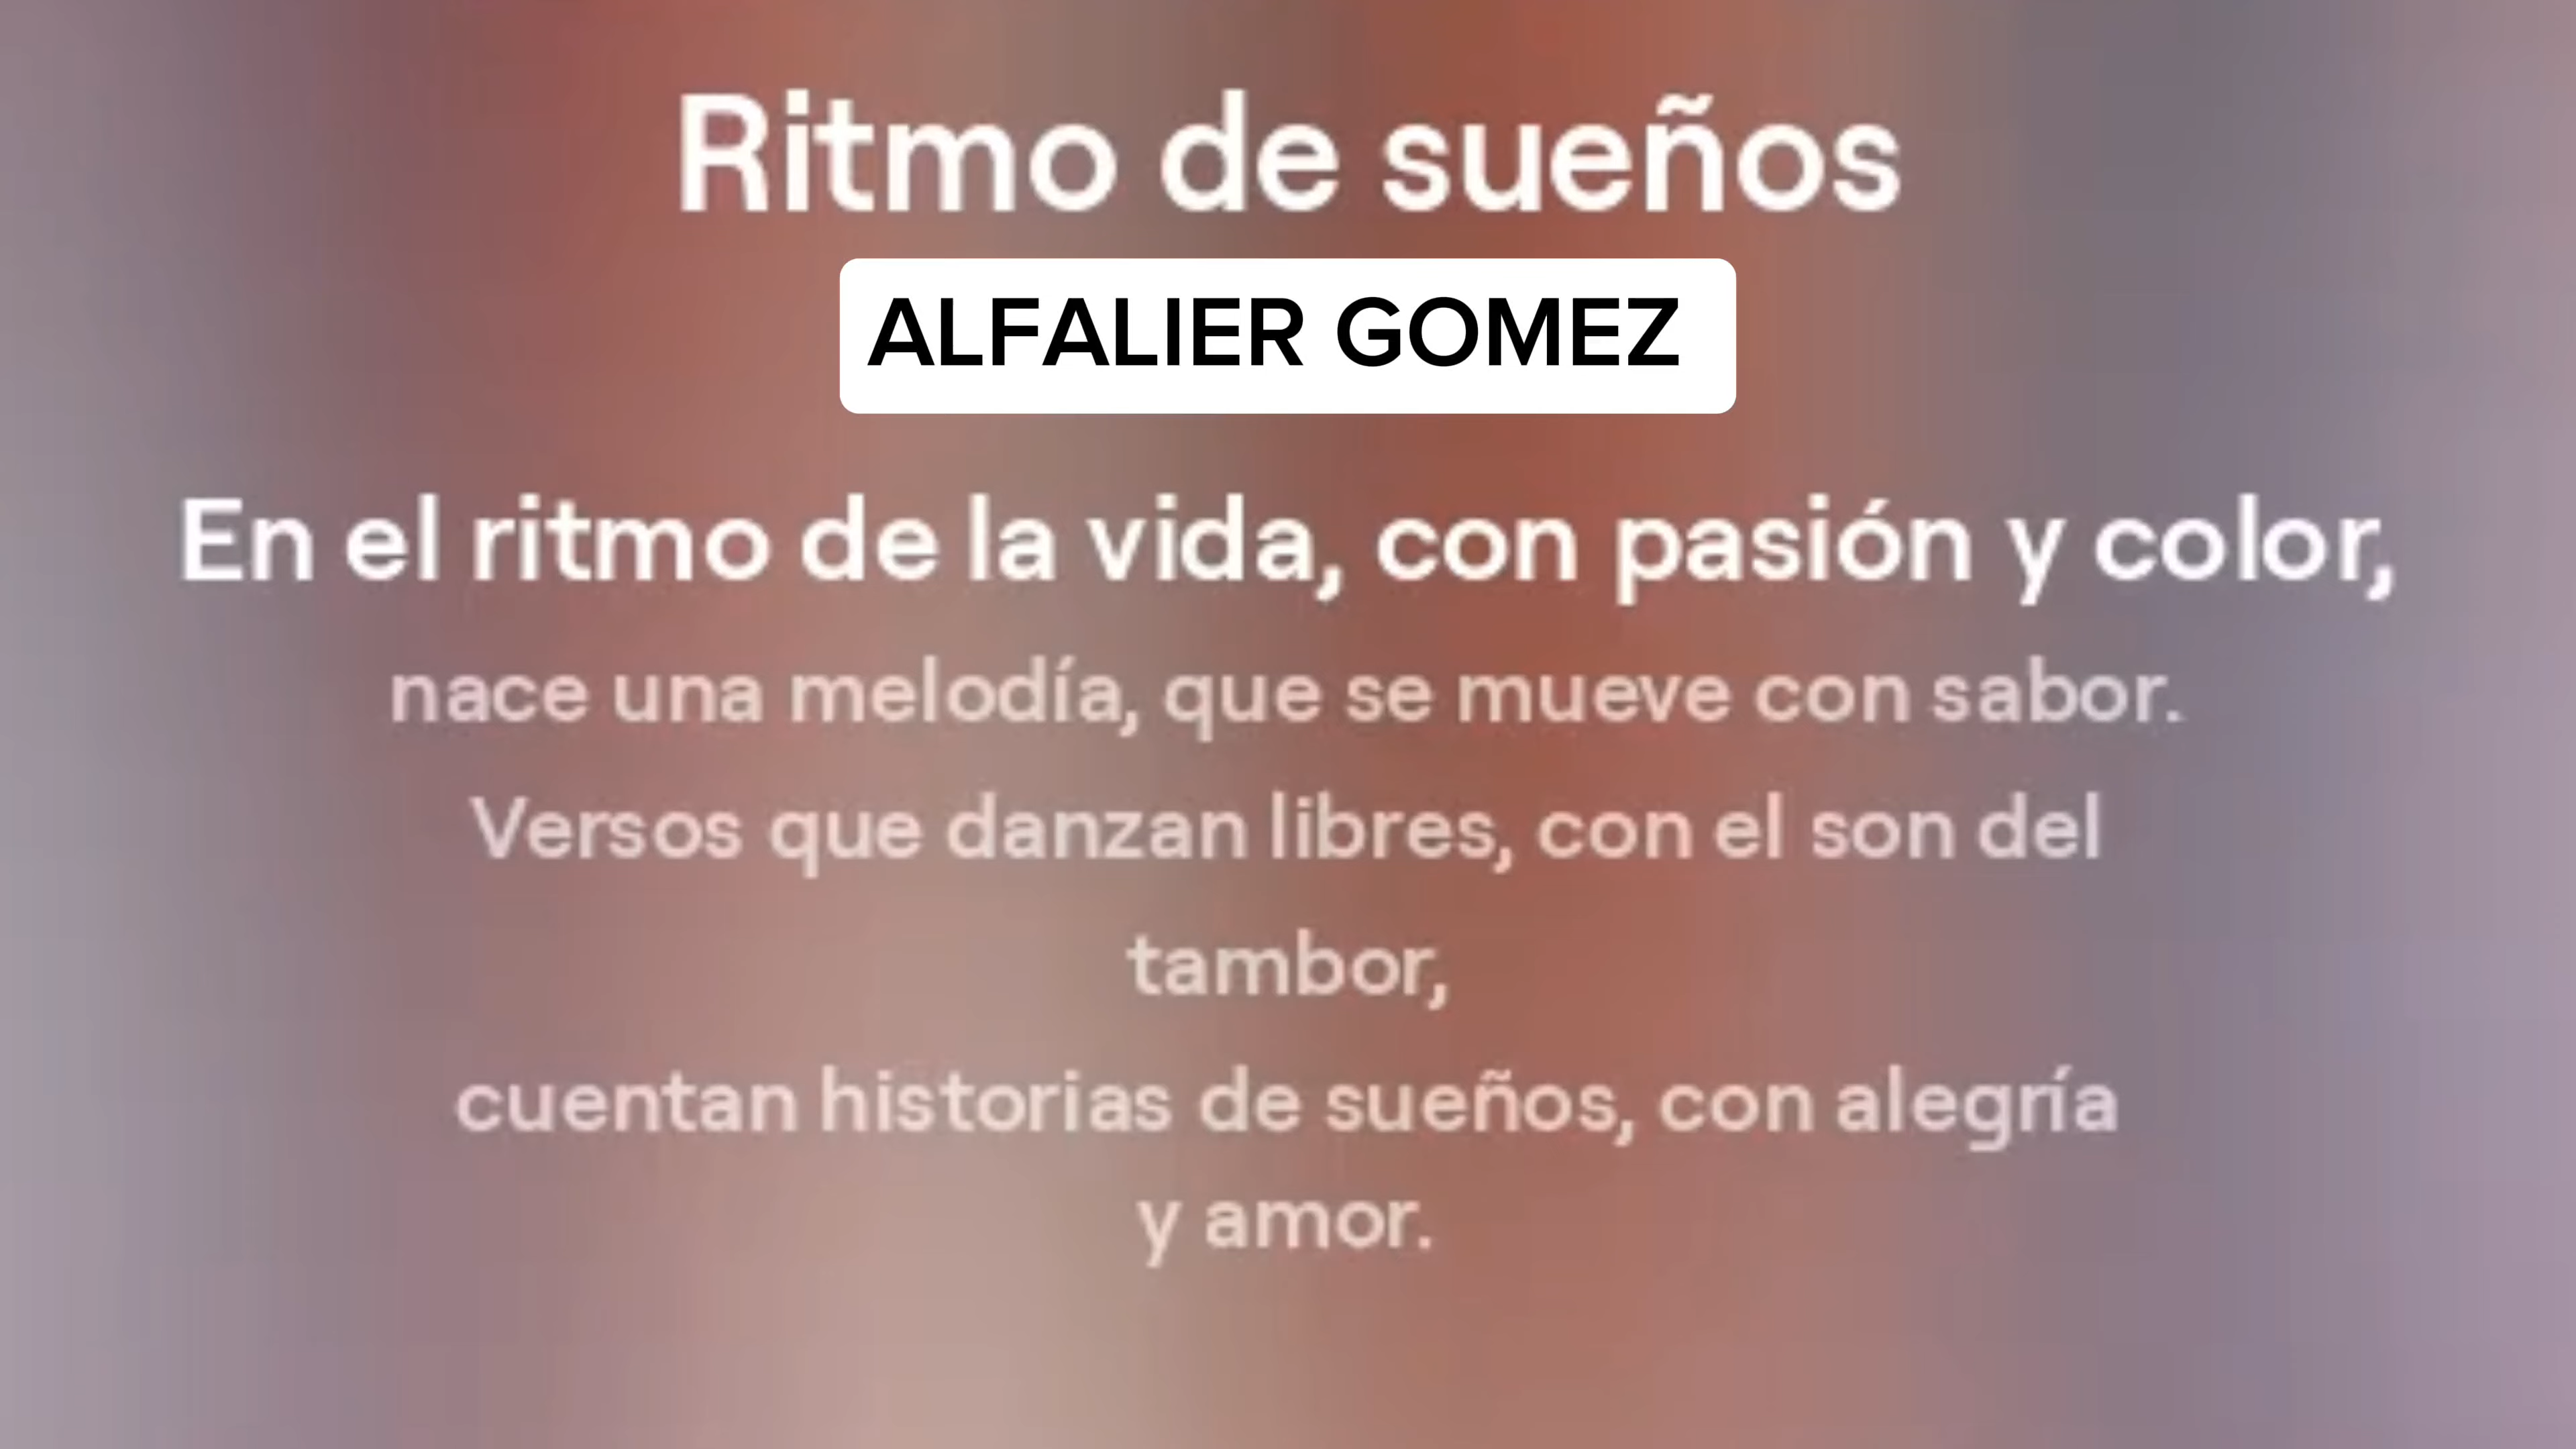 Ritmo de sueños
ALFALIER GOMEZ
En el ritmo de la vida, con pasión y color,
nace una melodía, que se mueve con sabor.
Versos que danzan libres, con el son del
tambor,
cuentan historias de sueños, con alegría
y amor.